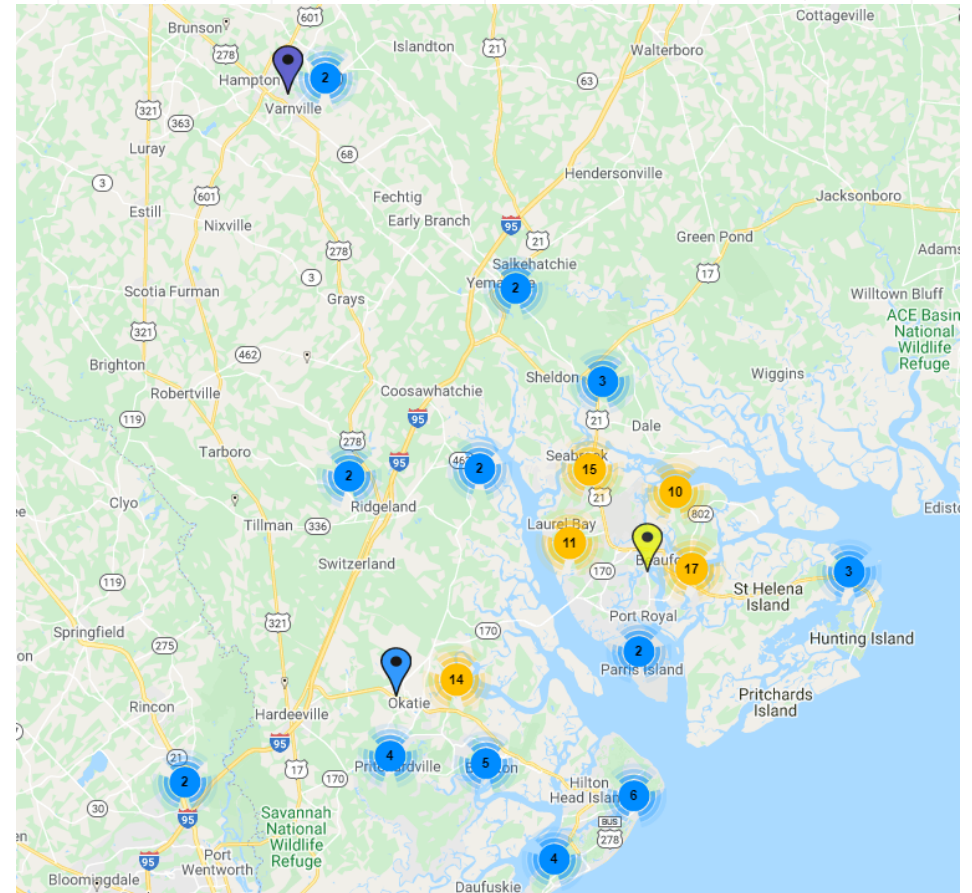 Cottageville
Brunson
601
Islandton
21
Walterboro
278
Hampton
2
63
Varnville
321
363
Luray
68
Hendersonville
3
601
Fechtig
Jacksonboro
Estill
Nixville
Early Branch
95
21
Green Pond
278
Salkehatchie
17
Adams
3
2
Scotia Furman
Grays
Willtown Bluff
ACE Basin
National
Wildlife
Refuge
321
462
Brighton
Sheldon
3
Wiggins
Robertville
Coosawhatchie
119
95
21
Dale
278
Tarboro
95
2
15
2
10
Clyo
Ridgeland
21
802
Edisto
Tillman
336
Laurel Bay
11
Switzerland
170
17
3
119
St Helena
Island
321
Port Royal
Springfield
170
275
Hunting Island
on
2
Parris Island
14
Pritchards
Island
Okatie
Rincon
Hardeeville
95
21
4
5
17
170
2
Hilton
Head Island
6
30
95
Savannah
National
Wildlife
Refuge
BUS
278
95
Port
Wentworth
4
Bloomingdale
Daufuskie